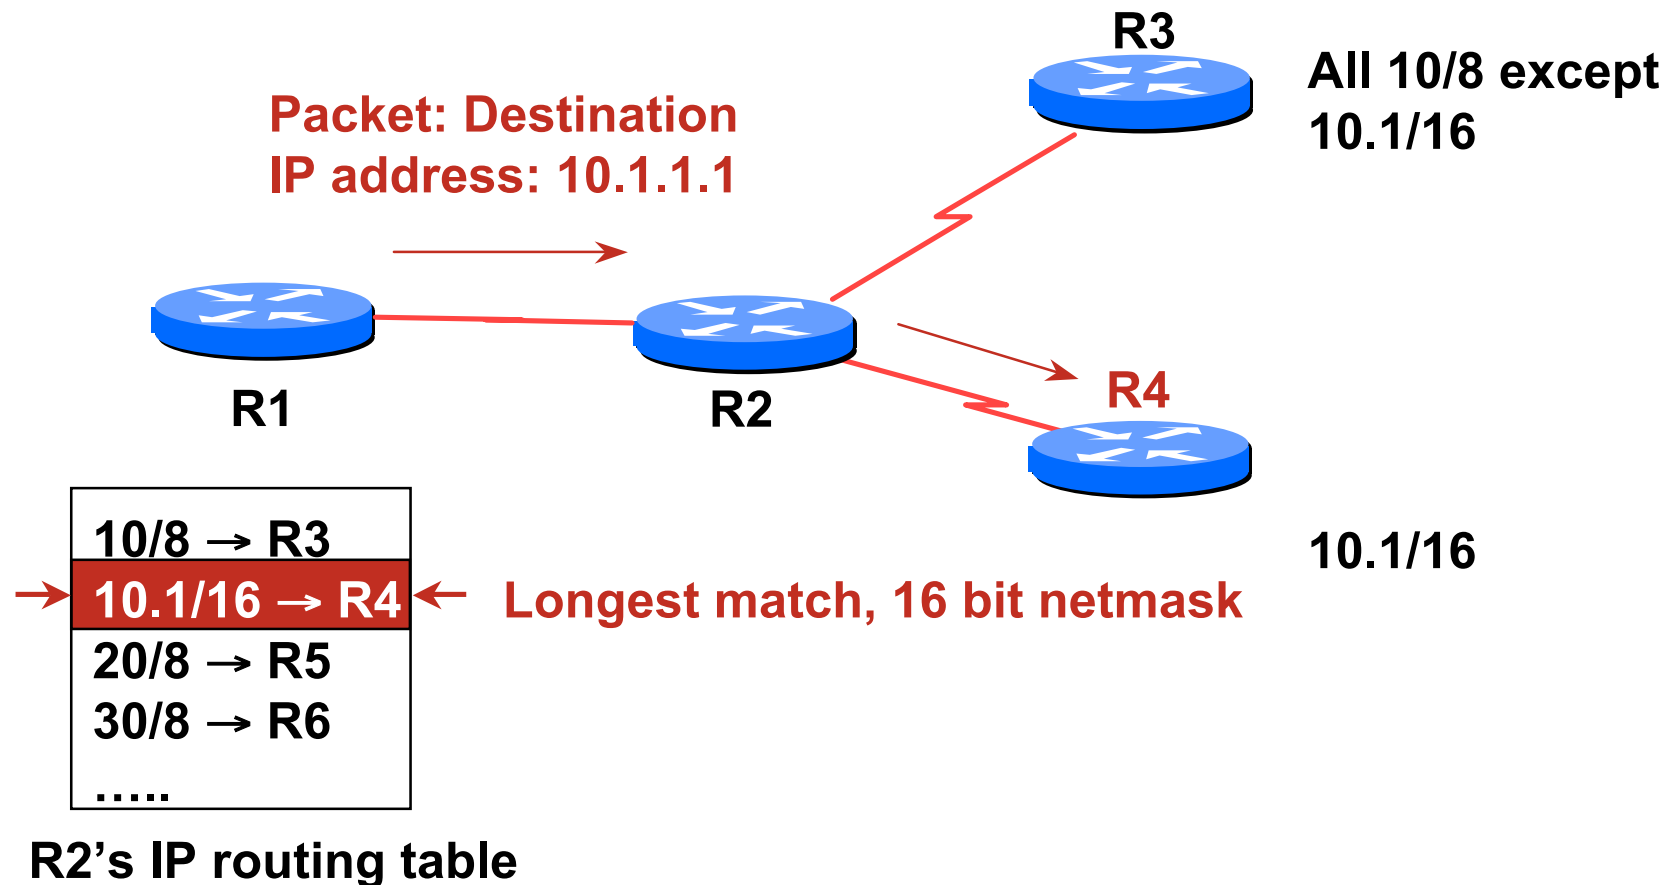 R3
All 10/8 except
10.1/16
Packet: Destination
IP address: 10.1.1.1
R1
R2
R4
10.1/16
10/8 → R3
10.1/16 → R4
Longest match, 16 bit netmask
20/8 → R5
30/8 → R6
…..
R2’s IP routing table